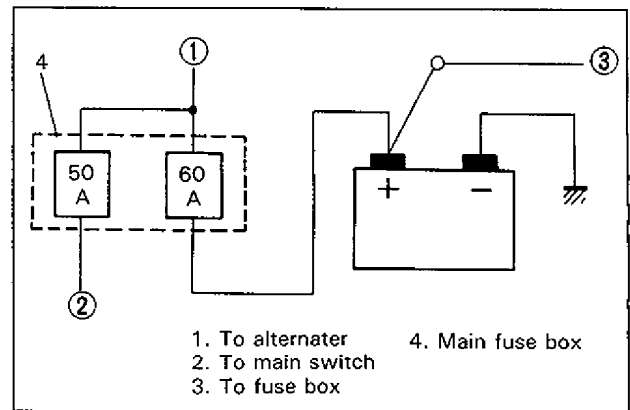 4
①
③
50
A
60
A
+
−
②
1. To alternater
2. To main switch
3. To fuse box
4. Main fuse box